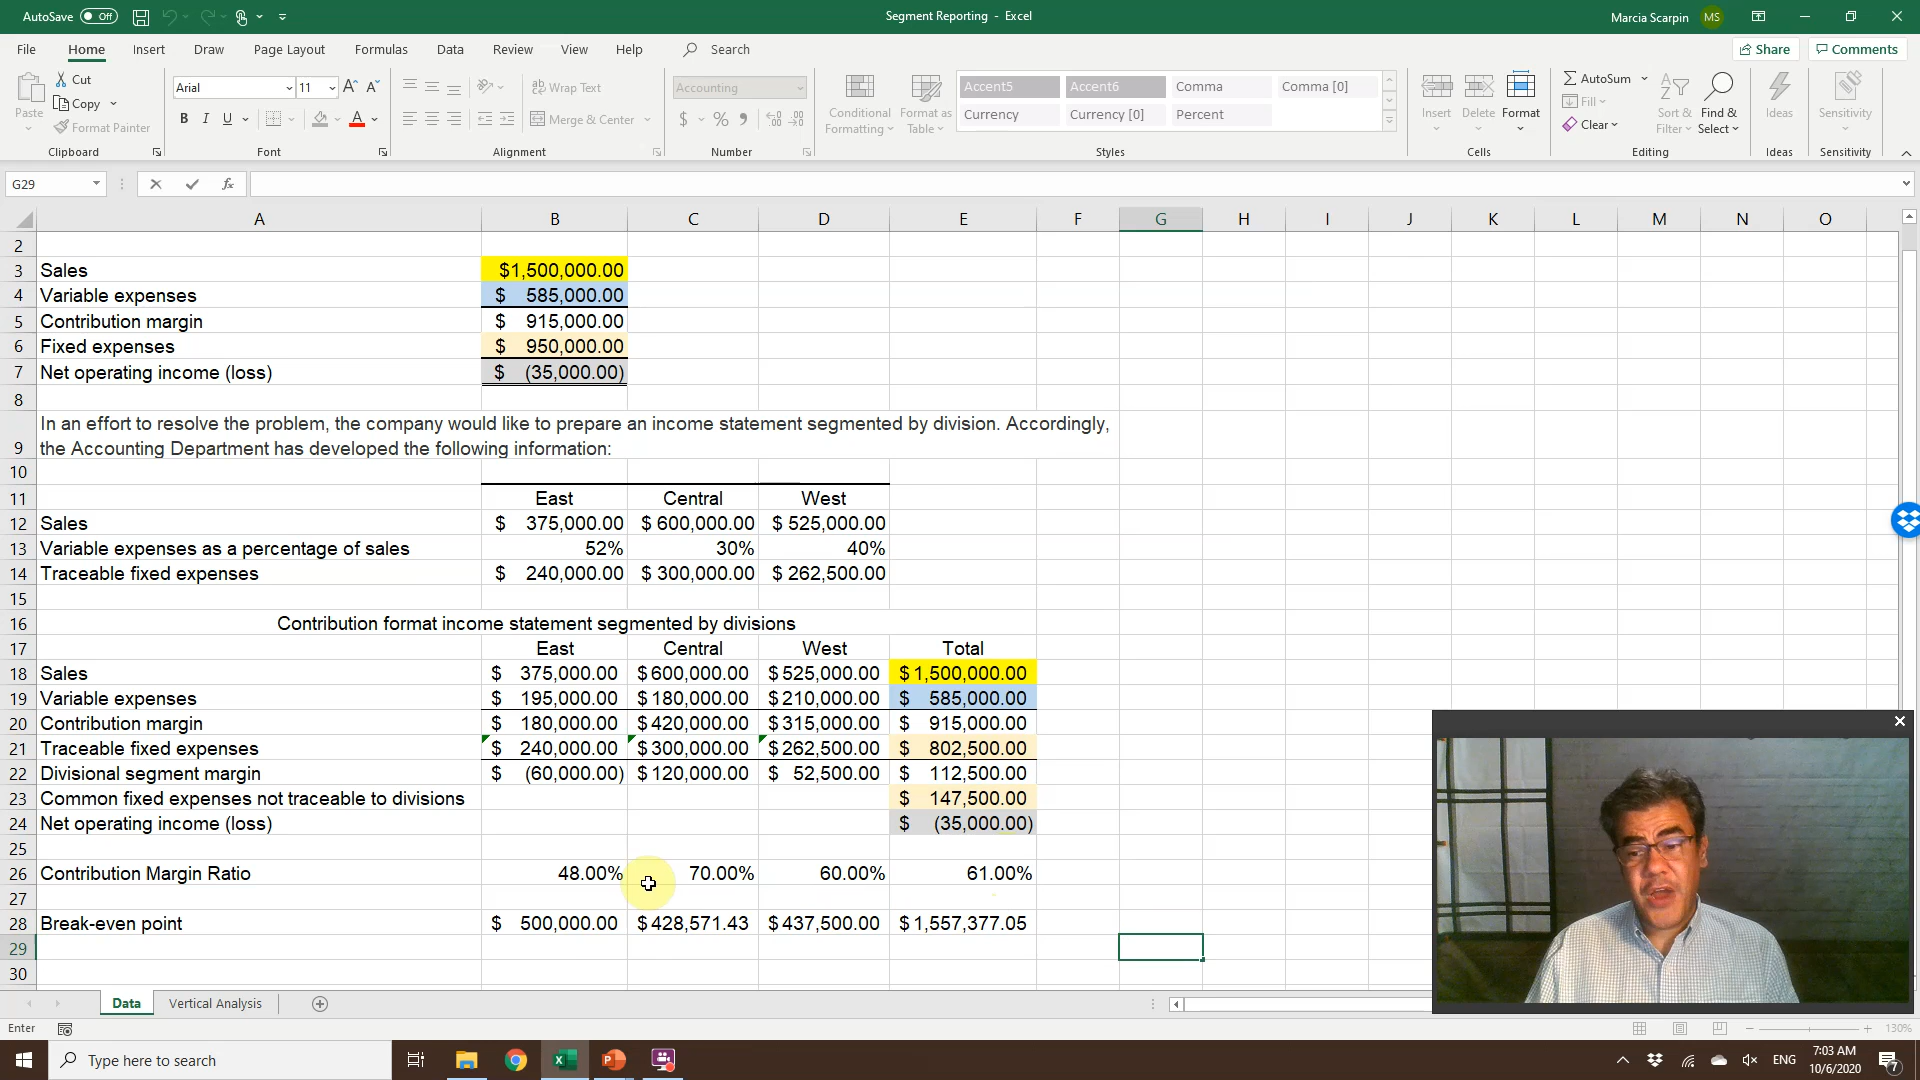 AutoSave Off Segment Reporting - Excel Marcia Scarpin MS
File Home Insert Draw Page Layout Formulas Data Review View Help Search Share Comments
Paste Cut Copy Format Painter
Clipboard
Arial 11
B I U A
Font
Wrap Text
Merge & Center
Alignment
Accounting
$ % ,
Number
Conditional Formatting
Format as Table
Accent5 Accent6 Comma Comma [0]
Currency Currency [0] Percent
Styles
Insert Delete Format
Cells
AutoSum
Fill
Clear
Sort & Filter
Find & Select
Editing
Ideas
Ideas
Sensitivity
Sensitivity
G29 fx
A B C D E F G H I J K L M N O
2
3 Sales $1,500,000.00
4 Variable expenses $ 585,000.00
5 Contribution margin $ 915,000.00
6 Fixed expenses $ 950,000.00
7 Net operating income (loss) $ (35,000.00)
8
In an effort to resolve the problem, the company would like to prepare an income statement segmented by division. Accordingly,
9 the Accounting Department has developed the following information:
10
11 East Central West
12 Sales $ 375,000.00 $ 600,000.00 $ 525,000.00
13 Variable expenses as a percentage of sales 52% 30% 40%
14 Traceable fixed expenses $ 240,000.00 $ 300,000.00 $ 262,500.00
15
16 Contribution format income statement segmented by divisions
17 East Central West Total
18 Sales $ 375,000.00 $ 600,000.00 $ 525,000.00 $ 1,500,000.00
19 Variable expenses $ 195,000.00 $ 180,000.00 $ 210,000.00 $ 585,000.00
20 Contribution margin $ 180,000.00 $ 420,000.00 $ 315,000.00 $ 915,000.00
21 Traceable fixed expenses $ 240,000.00 $ 300,000.00 $ 262,500.00 $ 802,500.00
22 Divisional segment margin $ (60,000.00) $ 120,000.00 $ 52,500.00 $ 112,500.00
23 Common fixed expenses not traceable to divisions $ 147,500.00
24 Net operating income (loss) $ (35,000.00)
25
26 Contribution Margin Ratio 48.00% 70.00% 60.00% 61.00%
27
28 Break-even point $ 500,000.00 $ 428,571.43 $ 437,500.00 $ 1,557,377.05
29
30
Data Vertical Analysis
Enter 130%
Type here to search ENG 7:03 AM
10/6/2020 7